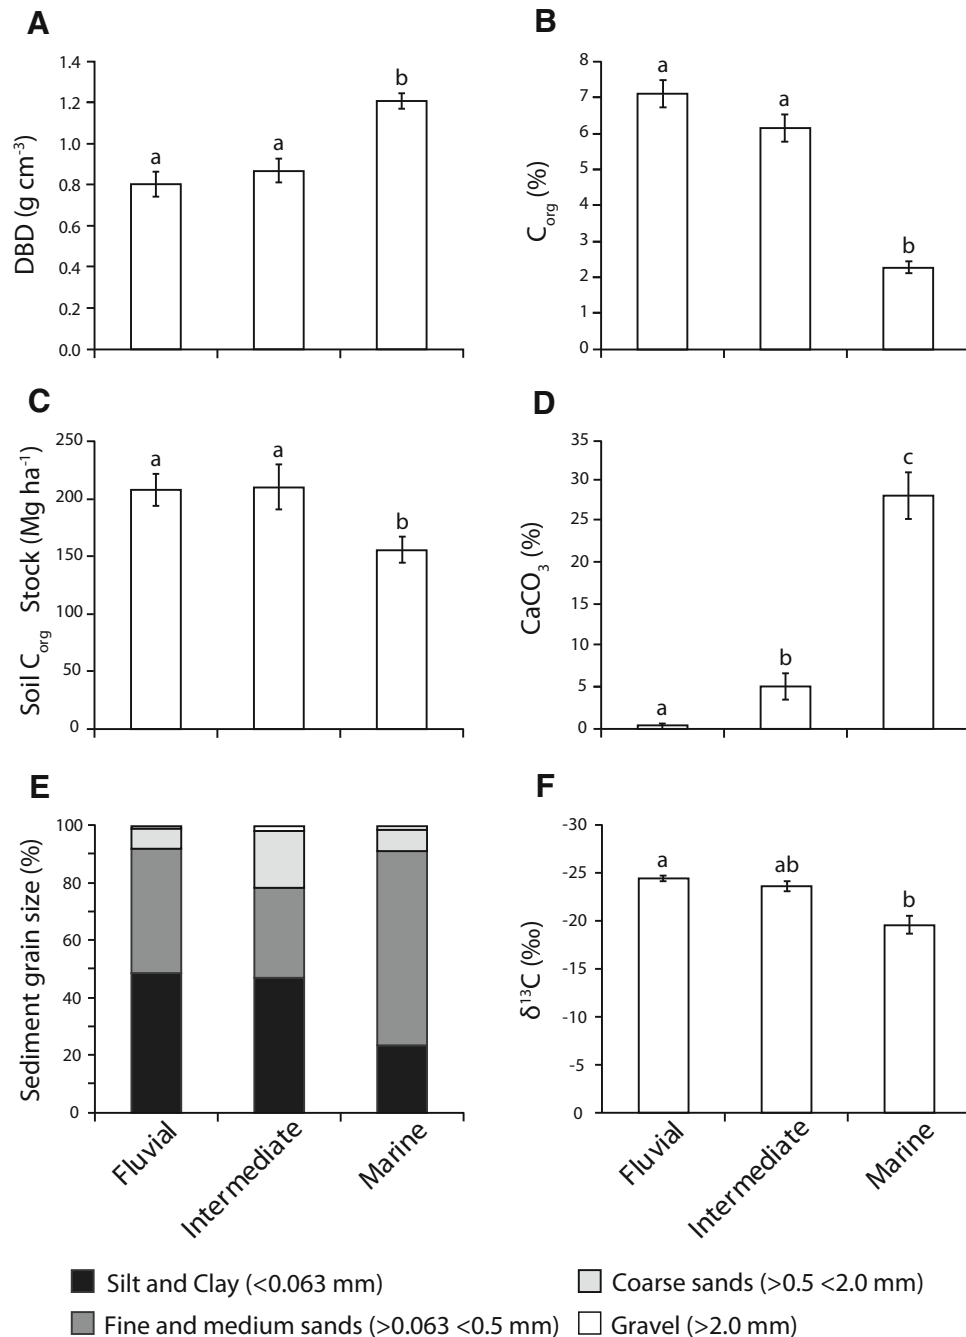 A
DBD (g cm-3)
1.4
1.2
1.0
0.8
0.6
0.4
0.2
0.0
a
a
b
B
Corg (%)
8
7
6
5
4
3
2
1
0
a
a
b
C
Soil Corg Stock (Mg ha-1)
250
200
150
100
50
0
a
a
b
D
CaCO3 (%)
35
30
25
20
15
10
5
0
a
b
c
E
Sediment grain size (%)
100
80
60
40
20
0
Fluvial
Intermediate
Marine
F
δ13C (‰)
-30
-25
-20
-15
-10
-5
0
a
ab
b
Fluvial
Intermediate
Marine
Silt and Clay (<0.063 mm)
Coarse sands (>0.5 <2.0 mm)
Fine and medium sands (>0.063 <0.5 mm)
Gravel (>2.0 mm)